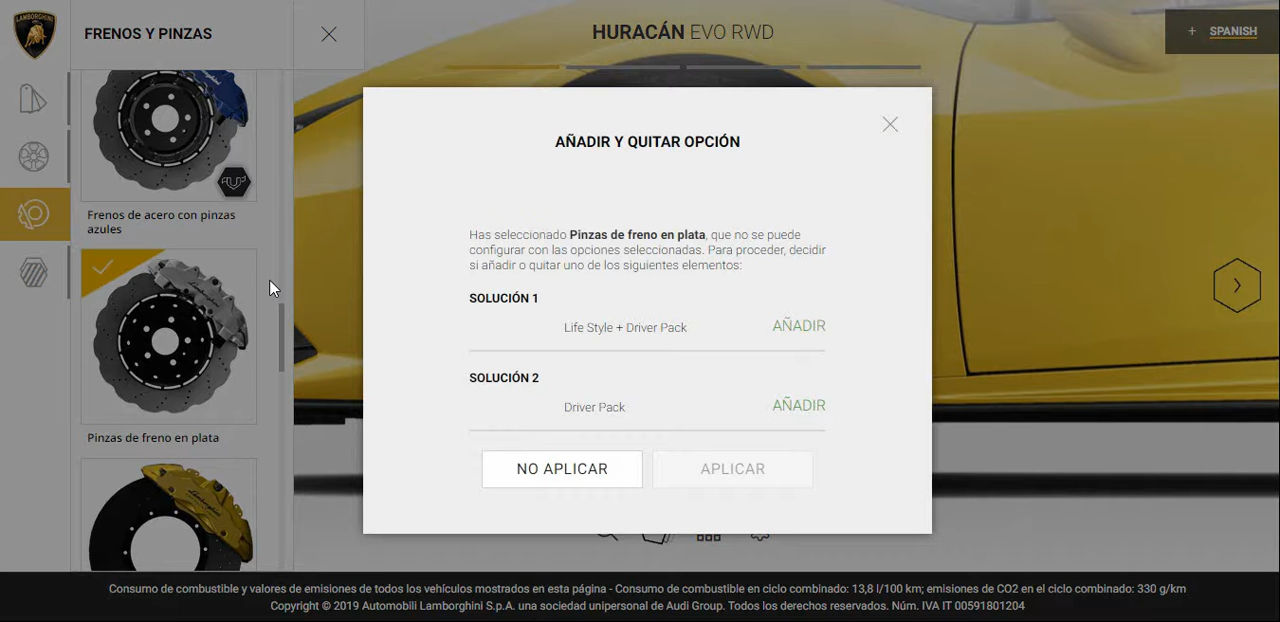 LAMBORGHINI
FRENOS Y PINZAS
HURACÁN EVO RWD
+ SPANISH
Frenos de acero con pinzas
azules
Pinzas de freno en plata
AÑADIR Y QUITAR OPCIÓN
Has seleccionado Pinzas de freno en plata, que no se puede
configurar con las opciones seleccionadas. Para proceder, decidir
si añadir o quitar uno de los siguientes elementos:
SOLUCIÓN 1
Life Style + Driver Pack AÑADIR
SOLUCIÓN 2
Driver Pack AÑADIR
NO APLICAR APLICAR
Consumo de combustible y valores de emisiones de todos los vehículos mostrados en esta página - Consumo de combustible en ciclo combinado: 13,8 l/100 km; emisiones de CO2 en el ciclo combinado: 330 g/km
Copyright © 2019 Automobili Lamborghini S.p.A. una sociedad unipersonal de Audi Group. Todos los derechos reservados. Núm. IVA IT 00591801204